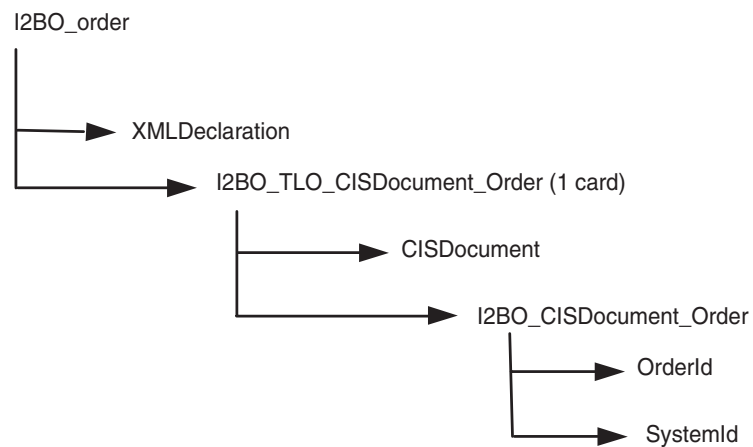 I2BO_order
XMLDeclaration
I2BO_TLO_CISDocument_Order (1 card)
CISDocument
I2BO_CISDocument_Order
OrderId
SystemId